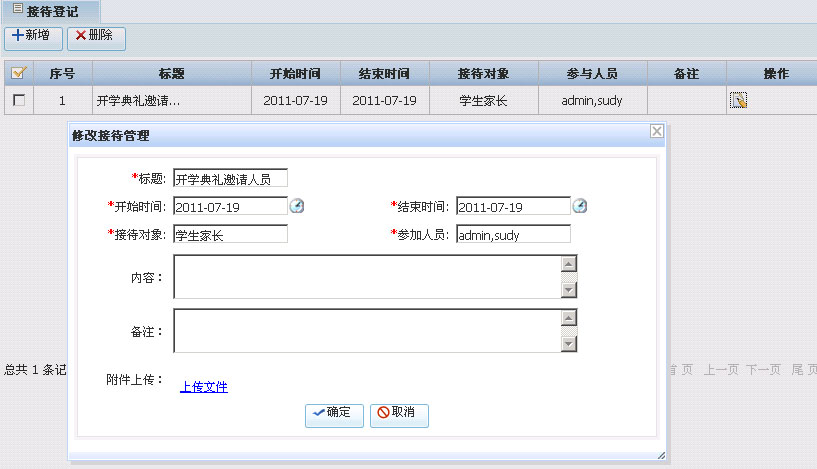 接待登记
新增 删除
序号 标题 开始时间 结束时间 接待对象 参与人员 备注 操作
1 开学典礼邀请... 2011-07-19 2011-07-19 学生家长 admin,sudy
修改接待管理
*标题: 开学典礼邀请人员
*开始时间: 2011-07-19 *结束时间: 2011-07-19
*接待对象: 学生家长 *参加人员: admin,sudy
内容：
备注：
总共 1 条记 首 页 上一页 下一页 尾 页
附件上传： 上传文件
确定 取消